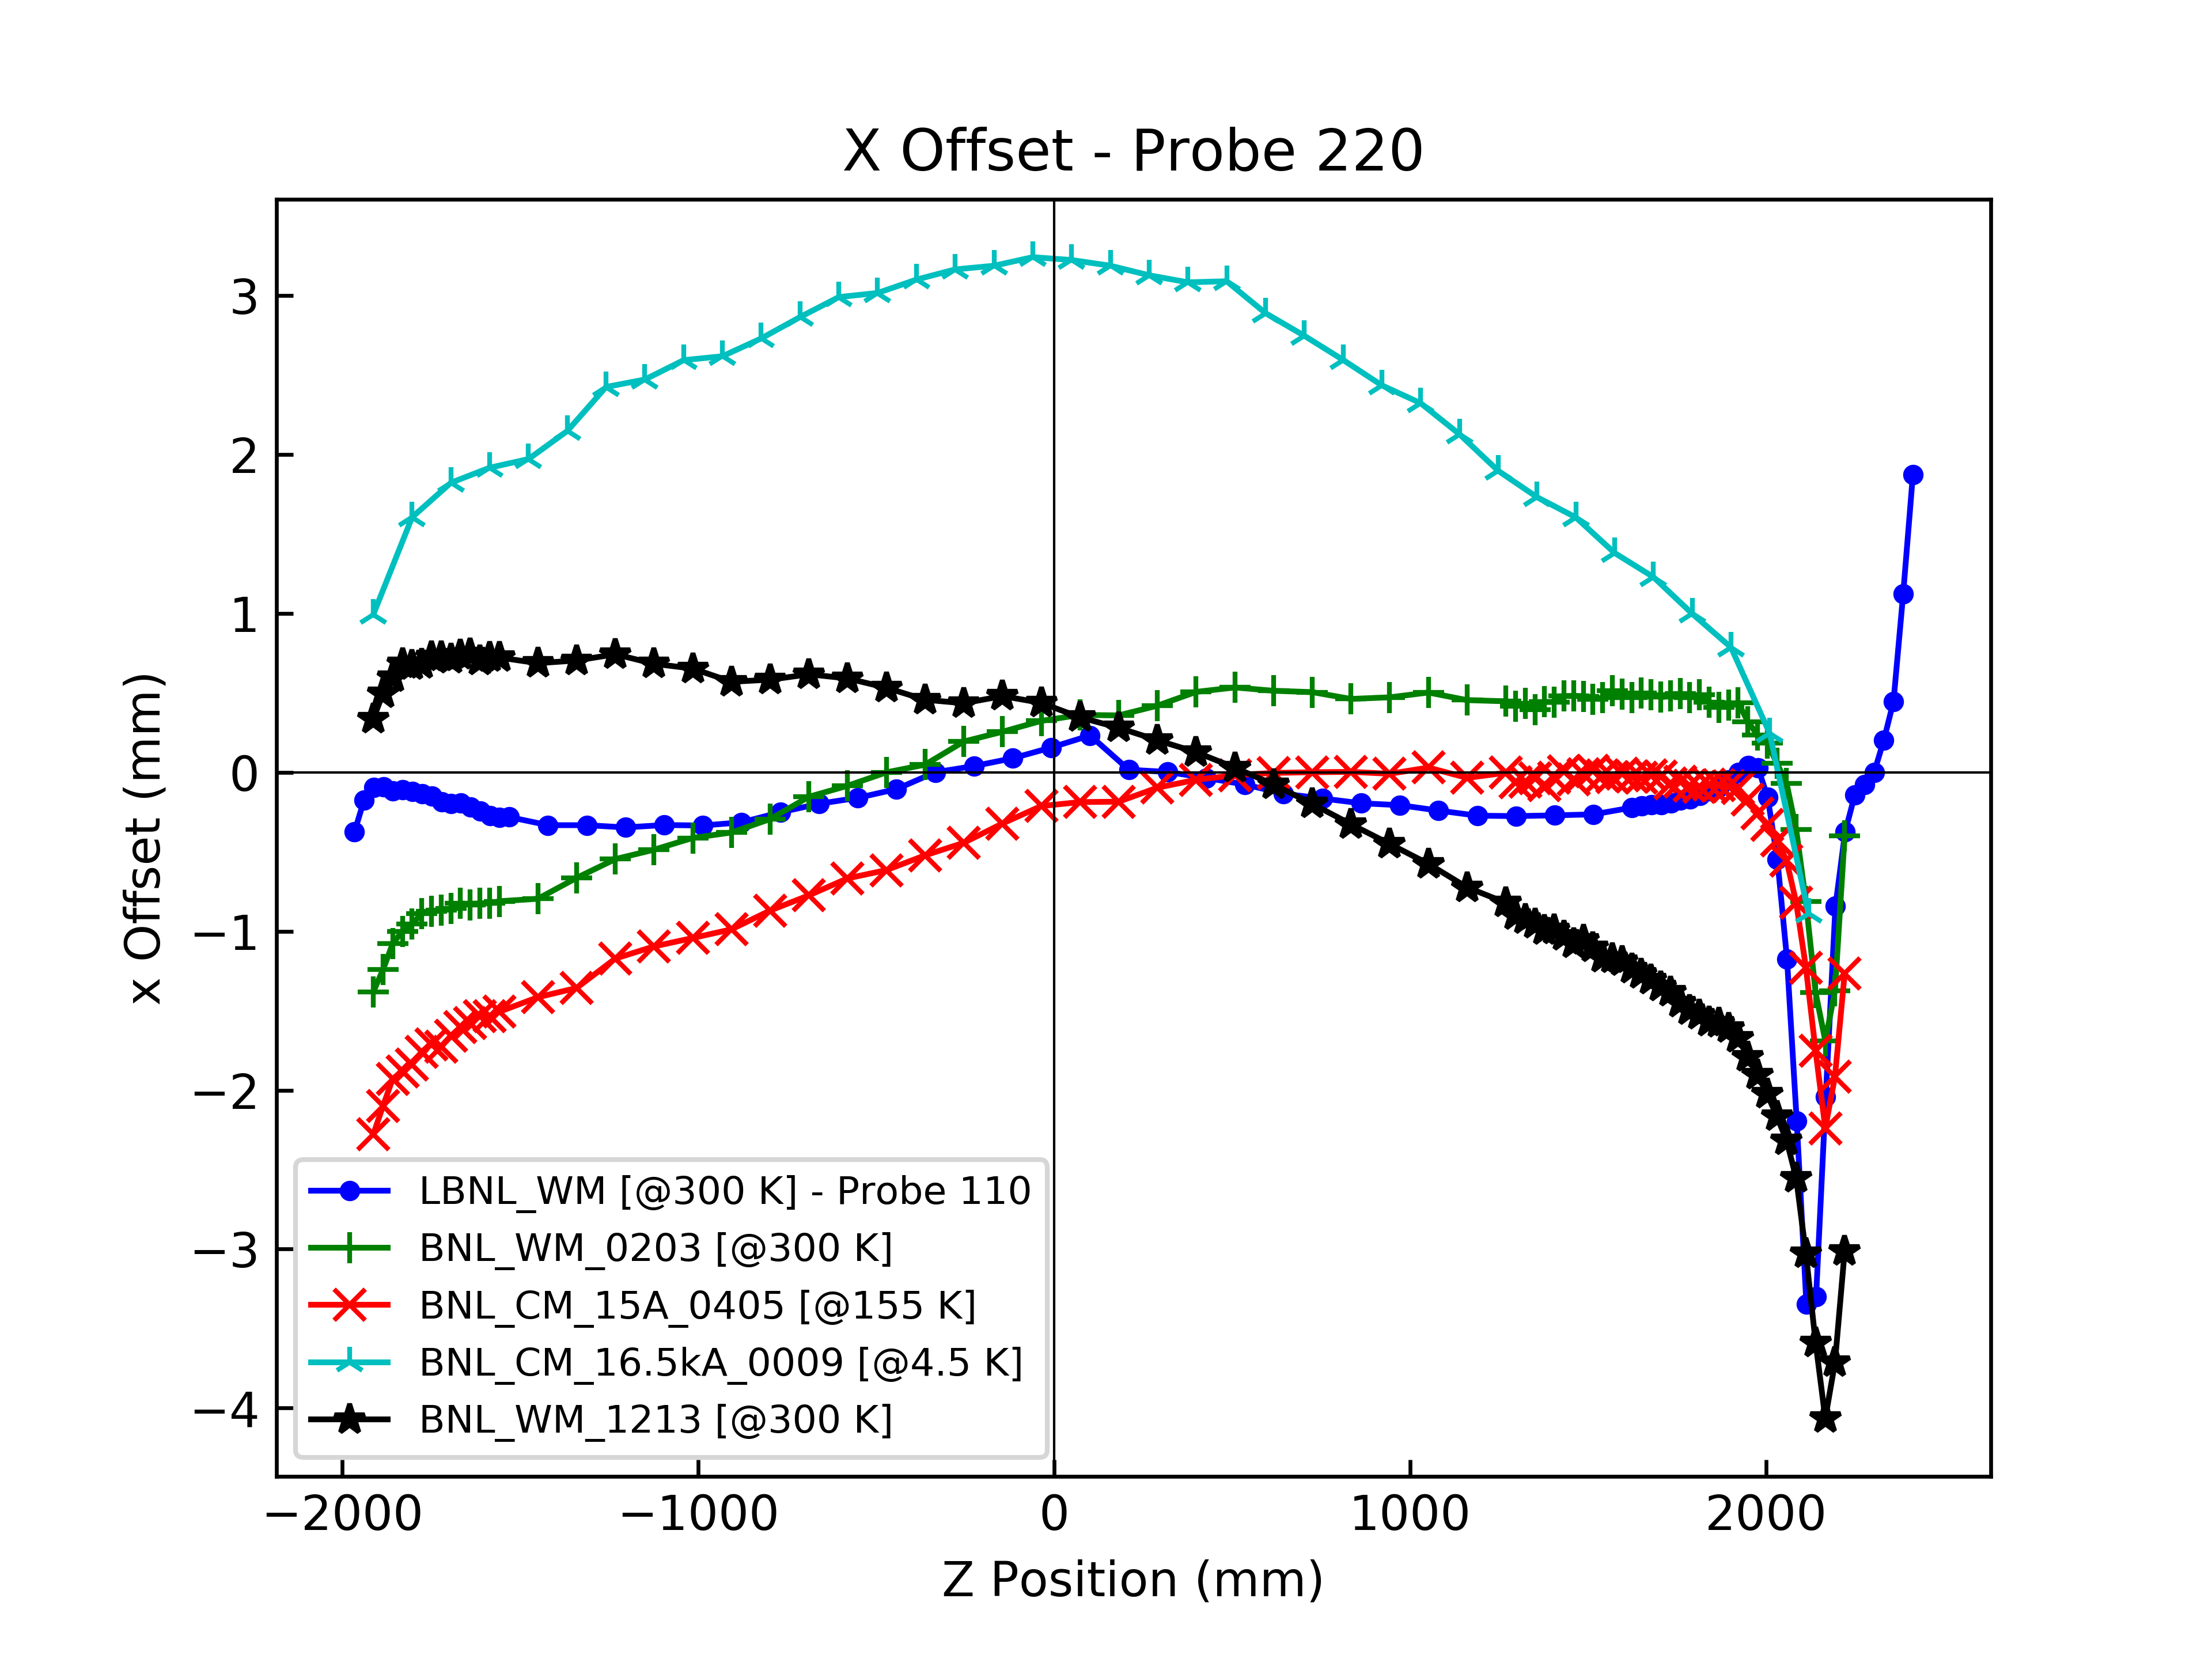 X Offset - Probe 220
3
2
1
0
−1
−2
−3
−4
x Offset (mm)
LBNL_WM [@300 K] - Probe 110
BNL_WM_0203 [@300 K]
BNL_CM_15A_0405 [@155 K]
BNL_CM_16.5kA_0009 [@4.5 K]
BNL_WM_1213 [@300 K]
−2000 −1000 0 1000 2000
Z Position (mm)